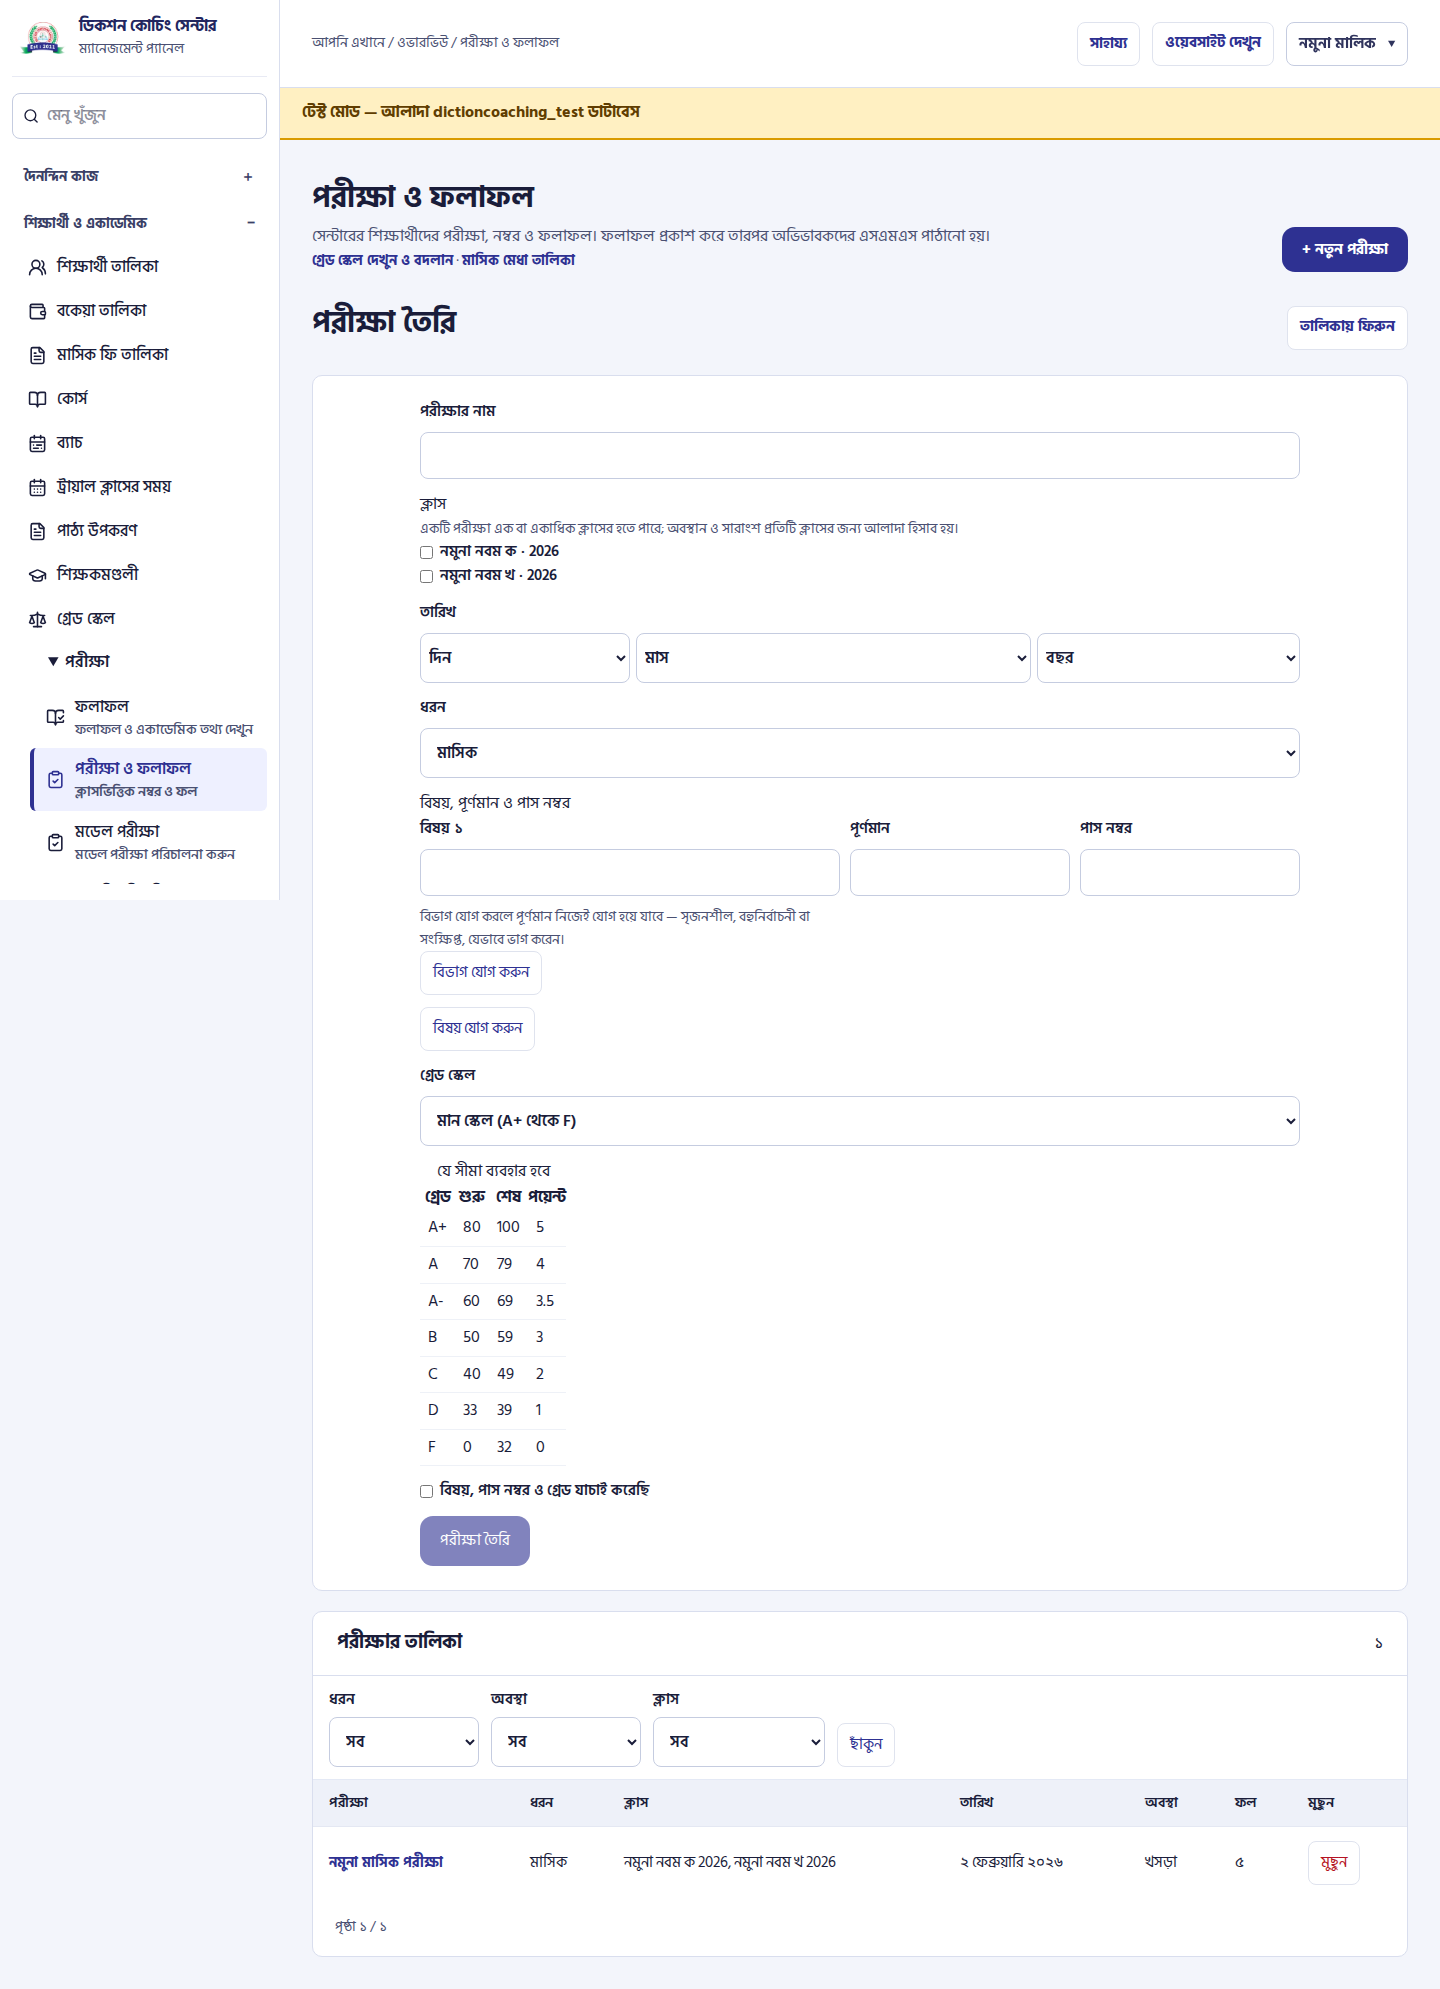 ডিকশন কোচিং সেন্টার
ম্যানেজমেন্ট প্যানেল
Est : 2011
মেনু খুঁজুন
দৈনন্দিন কাজ +
শিক্ষার্থী ও একাডেমিক −
শিক্ষার্থী তালিকা
বকেয়া তালিকা
মাসিক ফি তালিকা
কোর্স
ব্যাচ
ট্রায়াল ক্লাসের সময়
পাঠ্য উপকরণ
শিক্ষকমণ্ডলী
গ্রেড স্কেল
▼ পরীক্ষা
ফলাফল
ফলাফল ও একাডেমিক তথ্য দেখুন
পরীক্ষা ও ফলাফল
ক্লাসভিত্তিক নম্বর ও ফল
মডেল পরীক্ষা
মডেল পরীক্ষা পরিচালনা করুন
আপনি এখানে / ওভারভিউ / পরীক্ষা ও ফলাফল
সাহায্য
ওয়েবসাইট দেখুন
নমুনা মালিক ▼
টেস্ট মোড — আলাদা dictioncoaching_test ডাটাবেস
পরীক্ষা ও ফলাফল
সেন্টারের শিক্ষার্থীদের পরীক্ষা, নম্বর ও ফলাফল। ফলাফল প্রকাশ করে তারপর অভিভাবকদের এসএমএস পাঠানো হয়।
গ্রেড স্কেল দেখুন ও বদলান · মাসিক মেধা তালিকা
+ নতুন পরীক্ষা
পরীক্ষা তৈরি
তালিকায় ফিরুন
পরীক্ষার নাম
ক্লাস
একটি পরীক্ষা এক বা একাধিক ক্লাসের হতে পারে; অবস্থান ও সারাংশ প্রতিটি ক্লাসের জন্য আলাদা হিসাব হয়।
নমুনা নবম ক · 2026
নমুনা নবম খ · 2026
তারিখ
দিন মাস বছর
ধরন
মাসিক
বিষয়, পূর্ণমান ও পাস নম্বর
বিষয় ১ পূর্ণমান পাস নম্বর
বিভাগ যোগ করলে পূর্ণমান নিজেই যোগ হয়ে যাবে — সৃজনশীল, বহুনির্বাচনী বা
সংক্ষিপ্ত, যেভাবে ভাগ করেন।
বিভাগ যোগ করুন
বিষয় যোগ করুন
গ্রেড স্কেল
মান স্কেল (A+ থেকে F)
যে সীমা ব্যবহার হবে
গ্রেড শুরু শেষ পয়েন্ট
A+ 80 100 5
A 70 79 4
A- 60 69 3.5
B 50 59 3
C 40 49 2
D 33 39 1
F 0 32 0
বিষয়, পাস নম্বর ও গ্রেড যাচাই করেছি
পরীক্ষা তৈরি
পরীক্ষার তালিকা ১
ধরন অবস্থা ক্লাস
সব সব সব ছাঁকুন
পরীক্ষা ধরন ক্লাস তারিখ অবস্থা ফল মুছুন
নমুনা মাসিক পরীক্ষা মাসিক নমুনা নবম ক 2026, নমুনা নবম খ 2026 ২ ফেব্রুয়ারি ২০২৬ খসড়া ৫ মুছুন
পৃষ্ঠা ১ / ১